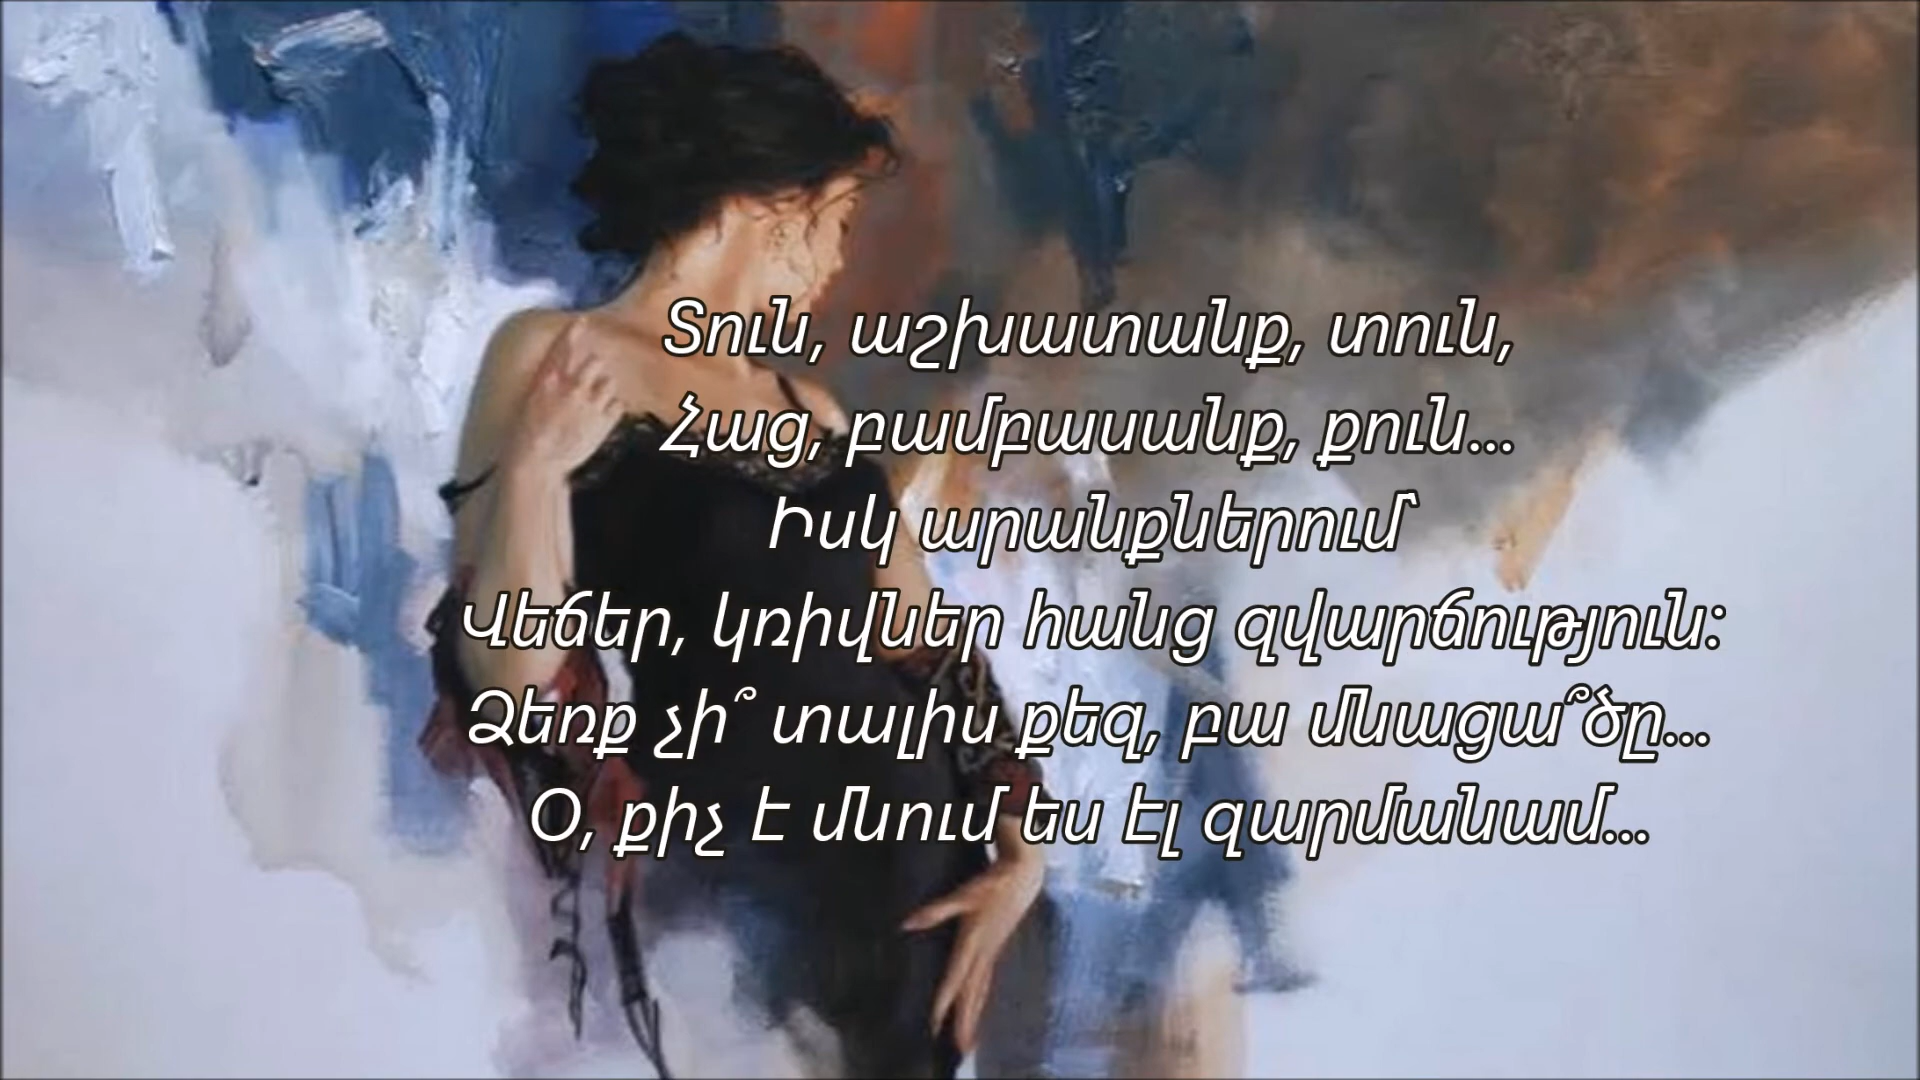 Տուն, աշխատանք, տուն,
Հաց, բամբասանք, քուն...
Իսկ արանքներում՝
Վեճեր, կռիվներ հանց զվարճություն:
Ձեռք չի՞ տալիս քեզ, բա մնացա՞ծը...
Օ, քիչ է մնում ես էլ զարմանամ...